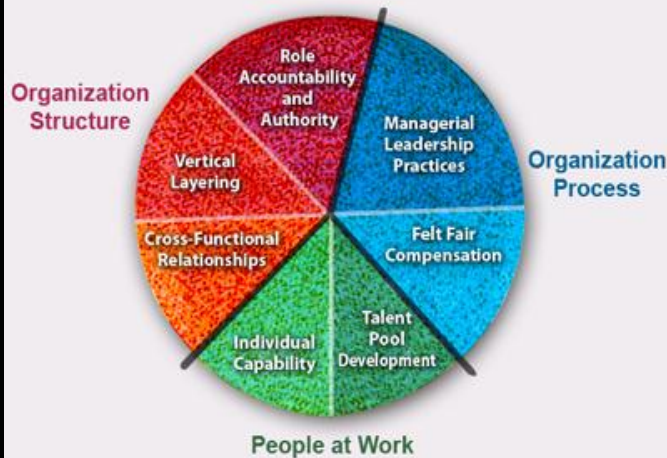 Organization
Structure
Role
Accountability
and
Authority
Managerial
Leadership
Practices
Organization
Process
Vertical
Layering
Cross-Functional
Relationships
Felt Fair
Compensation
Individual
Capability
Talent
Pool
Development
People at Work